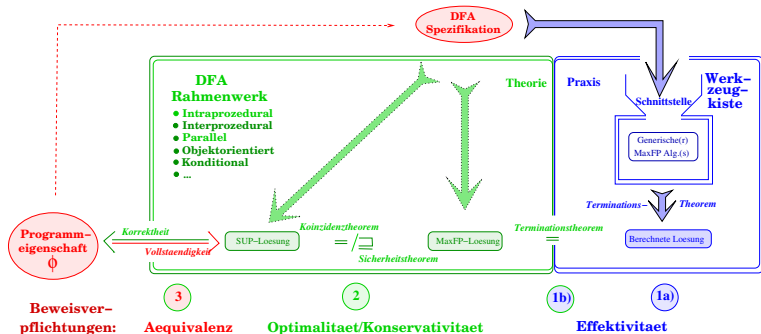 DFA
Spezifikation
DFA
Rahmenwerk
Intraprozedural
Interprozedural
Parallel
Objektorientiert
Konditional
...
Theorie
Praxis
Werk–
zeug–
kiste
Schnittstelle
Generische(r)
MaxFP Alg.(s)
Terminations–
Theorem
Programm–
eigenschaft
ϕ
Korrektheit
Vollstaendigkeit
SUP–Loesung
Koinzidenztheorem
=/⊒
Sicherheitstheorem
MaxFP–Loesung
Terminationstheorem
=
Berechnete Loesung
3
2
1b)
1a)
Beweisver–
pflichtungen:
Aequivalenz
Optimalitaet/Konservativitaet
Effektivitaet